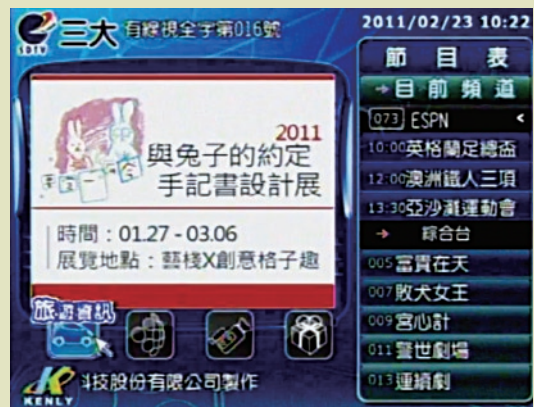 SDTV
三大 有線視全字第016號
2011
與兔子的約定
手記書設計展
時間：01.27 - 03.06
展覽地點：藝棧X創意格子趣
旅遊資訊
KENLY
科技股份有限公司製作
2011/02/23 10:22
節目表
目前頻道
073 ESPN <
10:00英格蘭足總盃
12:00澳洲鐵人三項
13:30亞沙灘運動會
綜合台
005富貴在天
007敗犬女王
009宮心計
011警世劇場
013連續劇